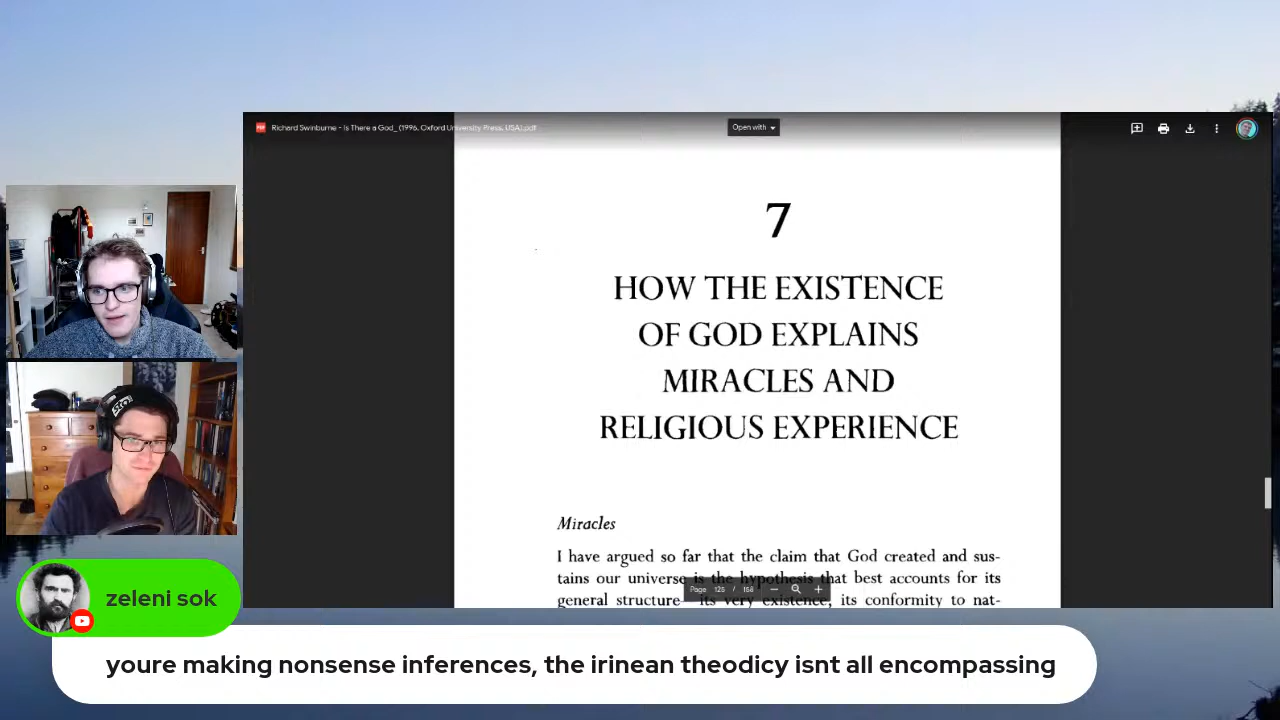 Richard Swinburne - Is There a God_ (1996, Oxford University Press, USA).pdf
Open with
7
HOW THE EXISTENCE
OF GOD EXPLAINS
MIRACLES AND
RELIGIOUS EXPERIENCE
Miracles
I have argued so far that the claim that God created and sus-
tains our universe is the hypothesis that best accounts for its
general structure—its very existence, its conformity to nat-
Page 125 / 158
zeleni sok
youre making nonsense inferences, the irinean theodicy isnt all encompassing